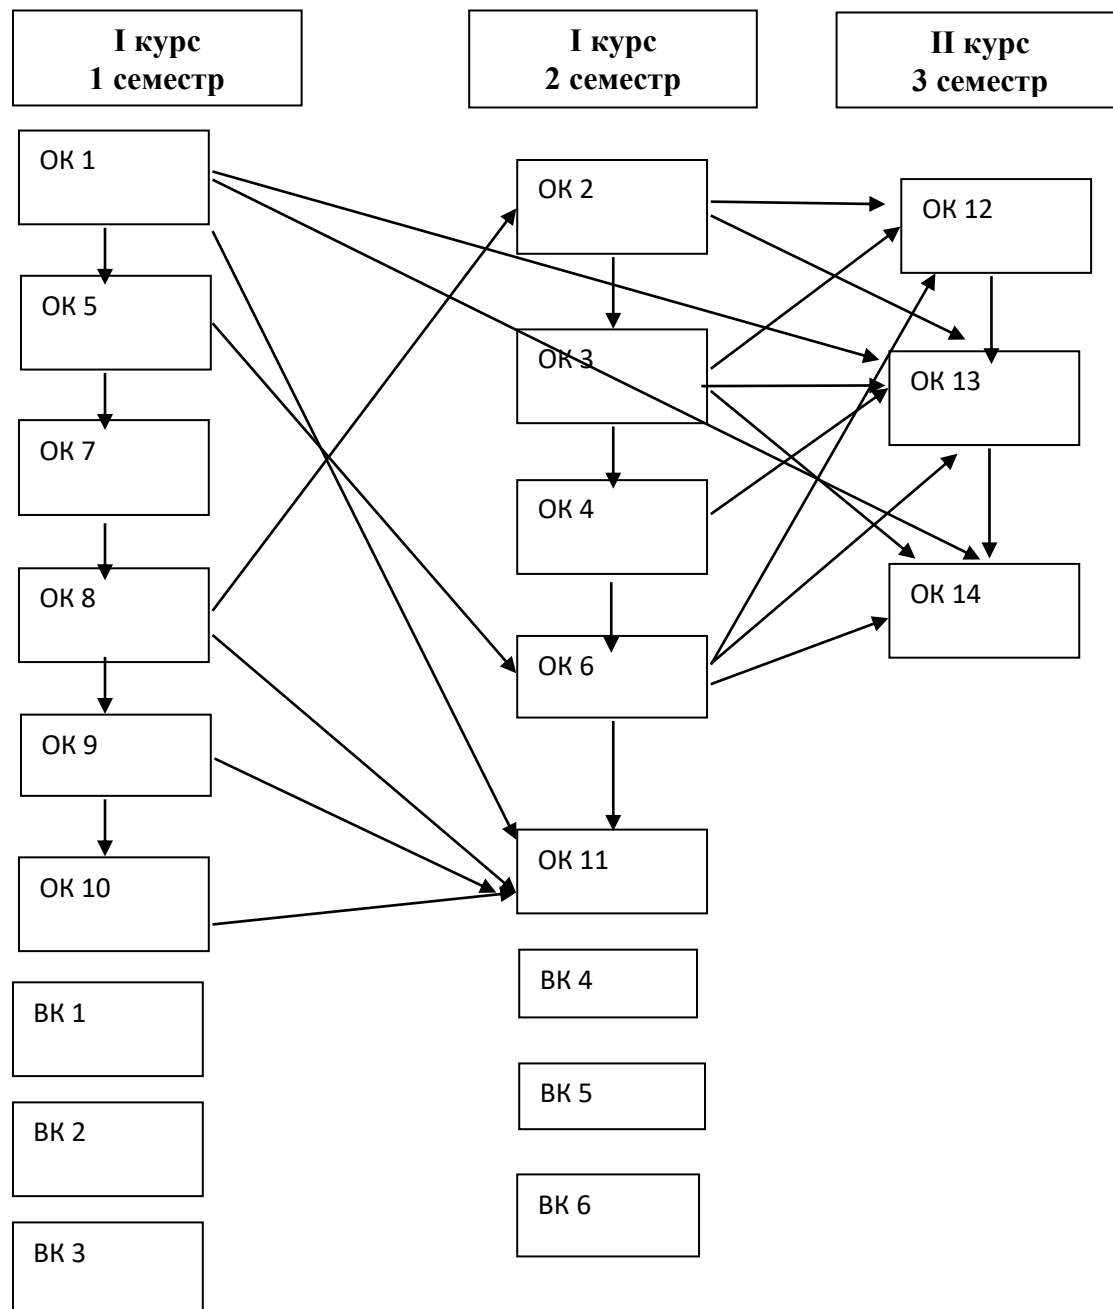 I курс
1 семестр
I курс
2 семестр
II курс
3 семестр
ОК 1
ОК 5
ОК 7
ОК 8
ОК 9
ОК 10
ВК 1
ВК 2
ВК 3
ОК 2
ОК 3
ОК 4
ОК 6
ОК 11
ВК 4
ВК 5
ВК 6
ОК 12
ОК 13
ОК 14